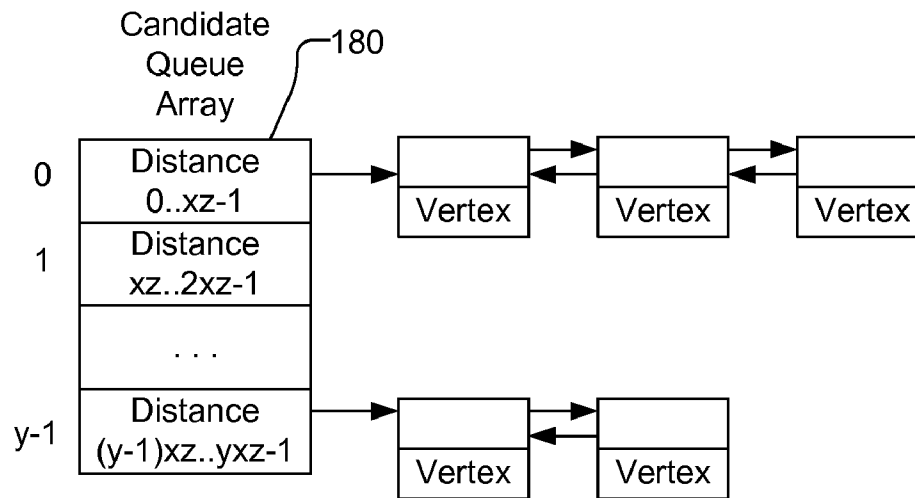 Candidate
Queue
Array
180
0
Distance
0..xz-1
Vertex
Vertex
Vertex
1
Distance
xz..2xz-1
. . .
y-1
Distance
(y-1)xz..yxz-1
Vertex
Vertex